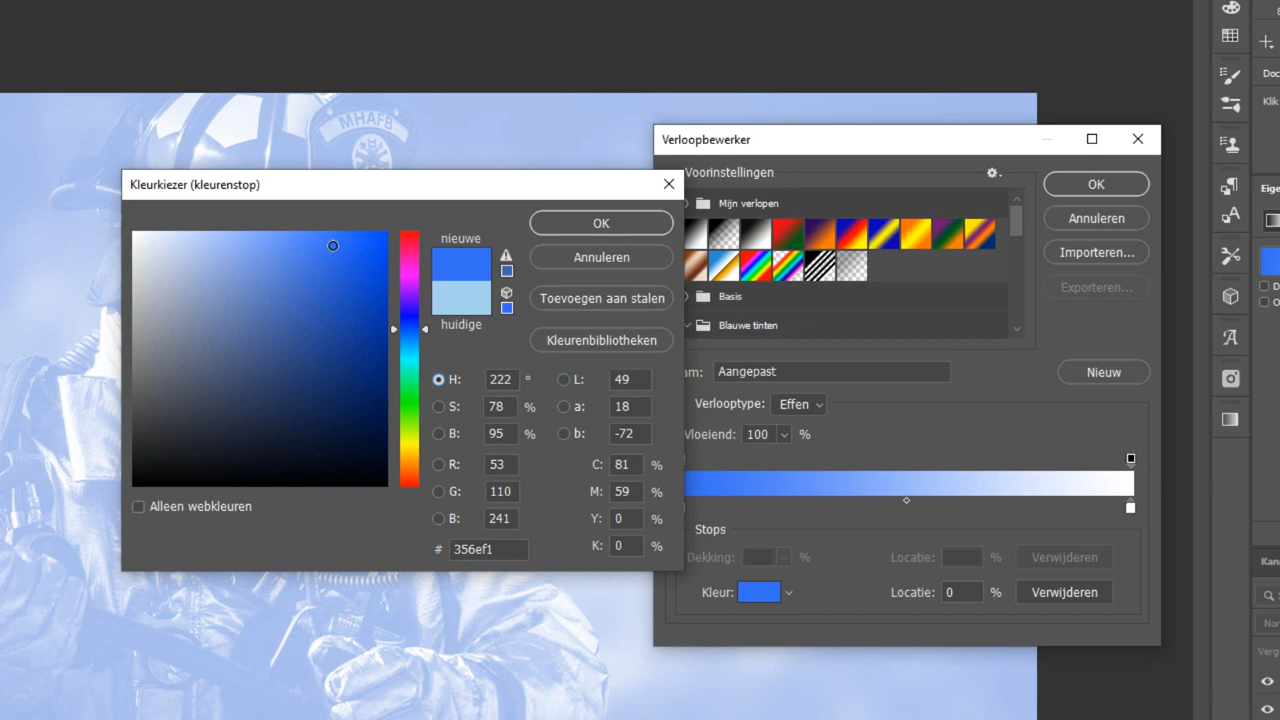 MHAFB
Kleurkiezer (kleurenstop)
nieuwe
huidige
OK
Annuleren
Toevoegen aan stalen
Kleurenbibliotheken
H: 222 °
S: 78 %
B: 95 %
L: 49
a: 18
b: -72
R: 53
G: 110
B: 241
# 356ef1
C: 81 %
M: 59 %
Y: 0 %
K: 0 %
Alleen webkleuren
Verloopbewerker
Voorinstellingen
Mijn verlopen
Basis
Blauwe tinten
OK
Annuleren
Importeren...
Exporteren...
am: Aangepast
Nieuw
Verlooptype: Effen
Vloeiend: 100 %
Stops
Dekking: %
Locatie: %
Verwijderen
Kleur:
Locatie: 0 %
Verwijderen
Doc
Klik
Eige
Kana
Nor
Verg